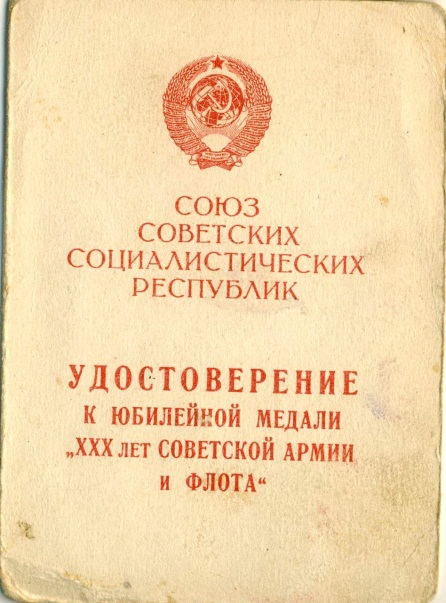 СОЮЗ
СОВЕТСКИХ
СОЦИАЛИСТИЧЕСКИХ
РЕСПУБЛИК
УДОСТОВЕРЕНИЕ
К ЮБИЛЕЙНОЙ МЕДАЛИ
„XXX лет СОВЕТСКОЙ АРМИИ
и ФЛОТА“